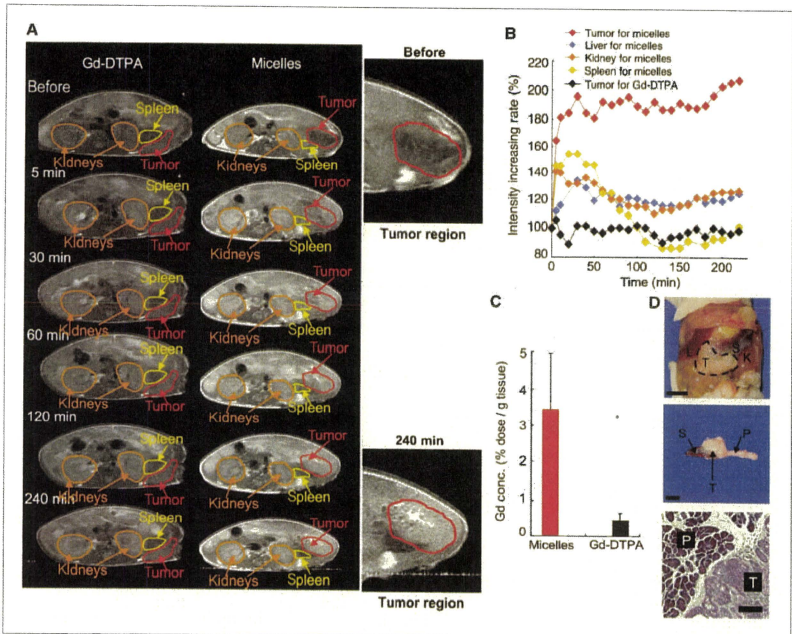 A
Gd-DTPA
Micelles
Before
Spleen
Kidneys
Tumor
Tumor
Kidneys
Spleen
5 min
Spleen
Kidneys
Tumor
Tumor
Kidneys
Spleen
30 min
Spleen
Kidneys
Tumor
Tumor
Kidneys
Spleen
60 min
Spleen
Kidneys
Tumor
Tumor
Kidneys
Spleen
120 min
Spleen
Kidneys
Tumor
Tumor
Kidneys
Spleen
240 min
Spleen
Kidneys
Tumor
Tumor
Kidneys
Spleen
Before
Tumor region
240 min
Tumor region
B
Tumor for micelles
Liver for micelles
Kidney for micelles
Spleen for micelles
Tumor for Gd-DTPA
Intensity increasing rate (%)
220
200
180
160
140
120
100
80
0 50 100 150 200
Time (min)
C
Gd conc. (% dose / g tissue)
5
4
3
2
1
0
*
Micelles Gd-DTPA
D
L
S
T
K
S
P
T
P
T